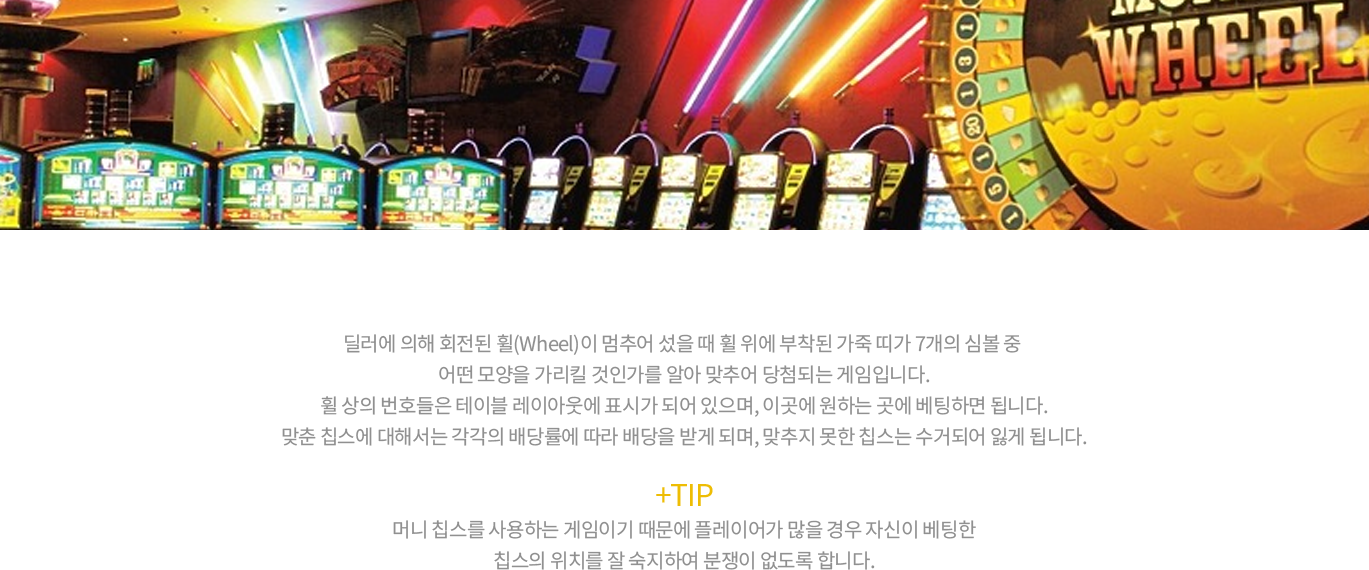 WHEEL
1
3
1
20
1
5
1
딜러에 의해 회전된 휠(Wheel)이 멈추어 섰을 때 휠 위에 부착된 가죽 띠가 7개의 심볼 중
어떤 모양을 가리킬 것인가를 알아 맞추어 당첨되는 게임입니다.
휠 상의 번호들은 테이블 레이아웃에 표시가 되어 있으며, 이곳에 원하는 곳에 베팅하면 됩니다.
맞춘 칩스에 대해서는 각각의 배당률에 따라 배당을 받게 되며, 맞추지 못한 칩스는 수거되어 잃게 됩니다.
+TIP
머니 칩스를 사용하는 게임이기 때문에 플레이어가 많을 경우 자신이 베팅한
칩스의 위치를 잘 숙지하여 분쟁이 없도록 합니다.